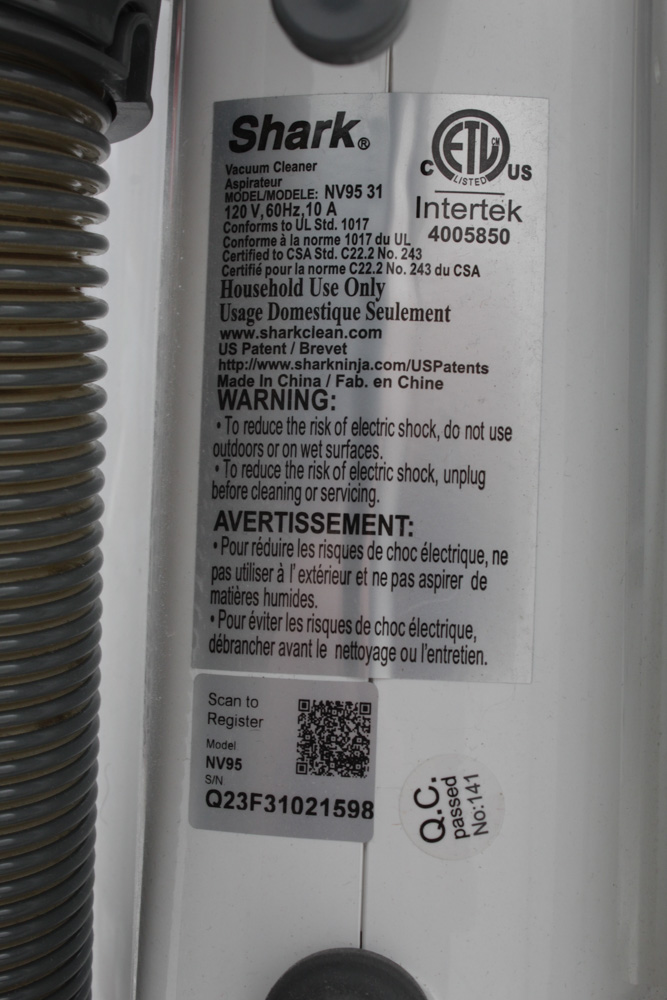 Shark®
Vacuum Cleaner
Aspirateur
MODEL/MODELE: NV95 31
120 V,60Hz,10 A
Conforms to UL Std. 1017
Conforme à la norme 1017 du UL
Certified to CSA Std. C22.2 No. 243
Certifié pour la norme C22.2 No. 243 du CSA
C ETL CM US
LISTED
Intertek
4005850
Household Use Only
Usage Domestique Seulement
www.sharkclean.com
US Patent / Brevet
http://www.sharkninja.com/USPatents
Made In China / Fab. en Chine
WARNING:
• To reduce the risk of electric shock, do not use
outdoors or on wet surfaces.
• To reduce the risk of electric shock, unplug
before cleaning or servicing.
AVERTISSEMENT:
• Pour réduire les risques de choc électrique, ne
pas utiliser à l' extérieur et ne pas aspirer de
matières humides.
• Pour éviter les risques de choc électrique,
débrancher avant le nettoyage ou l'entretien.
Scan to
Register
Model
NV95
S/N
Q23F31021598
Q.C.
passed
No:141